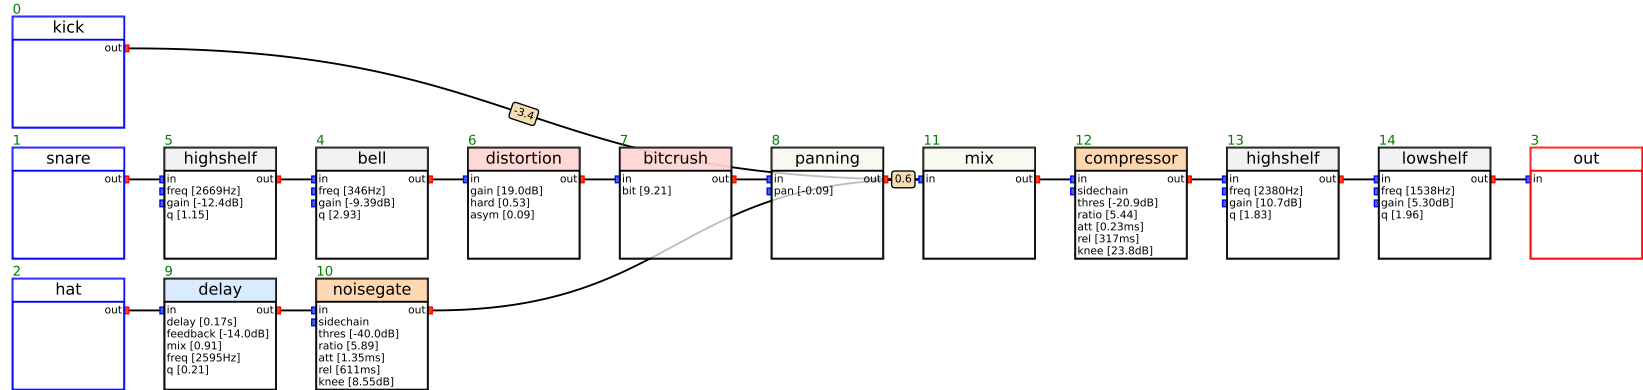 0
kick
out
-3.4
1
snare
out
5
highshelf
in out
freq [2669Hz]
gain [-12.4dB]
q [1.15]
4
bell
in out
freq [346Hz]
gain [-9.39dB]
q [2.93]
6
distortion
in out
gain [19.0dB]
hard [0.53]
asym [0.09]
7
bitcrush
in out
bit [9.21]
8
panning
in out
pan [-0.09]
0.6
11
mix
in out
12
compressor
in out
sidechain
thres [-20.9dB]
ratio [5.44]
att [0.23ms]
rel [317ms]
knee [23.8dB]
13
highshelf
in out
freq [2380Hz]
gain [10.7dB]
q [1.83]
14
lowshelf
in out
freq [1538Hz]
gain [5.30dB]
q [1.96]
3
out
in
2
hat
out
9
delay
in out
delay [0.17s]
feedback [-14.0dB]
mix [0.91]
freq [2595Hz]
q [0.21]
10
noisegate
in out
sidechain
thres [-40.0dB]
ratio [5.89]
att [1.35ms]
rel [611ms]
knee [8.55dB]